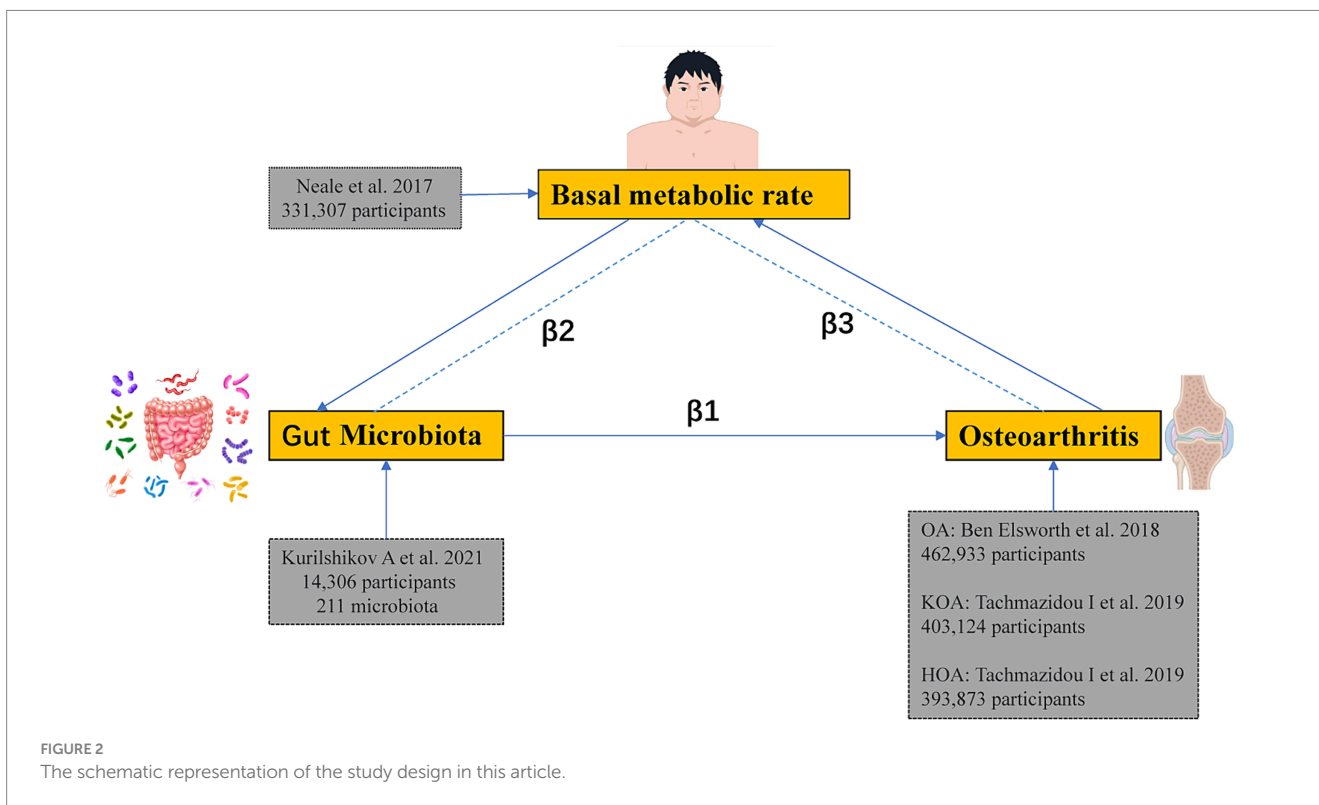 Neale et al. 2017
331,307 participants
Basal metabolic rate
β2
β3
β1
Gut Microbiota
Osteoarthritis
Kurilshikov A et al. 2021
14,306 participants
211 microbiota
OA: Ben Elsworth et al. 2018
462,933 participants
KOA: Tachmazidou I et al. 2019
403,124 participants
HOA: Tachmazidou I et al. 2019
393,873 participants
FIGURE 2
The schematic representation of the study design in this article.